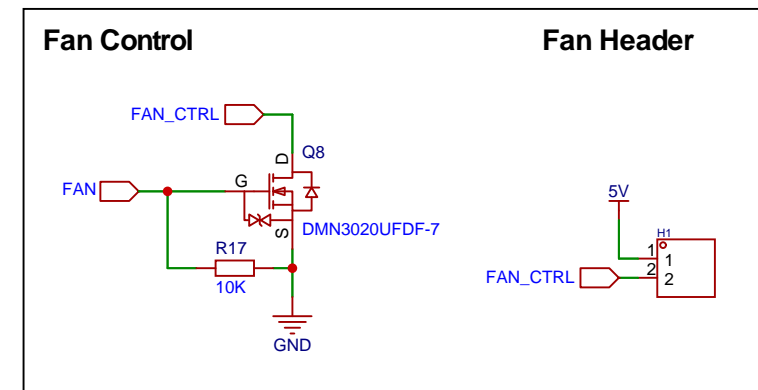 Fan Control
Fan Header
FAN_CTRL
D
Q8
G
FAN
S
DMN3020UFDF-7
R17
10K
GND
5V
H1
1
1
FAN_CTRL
2
2